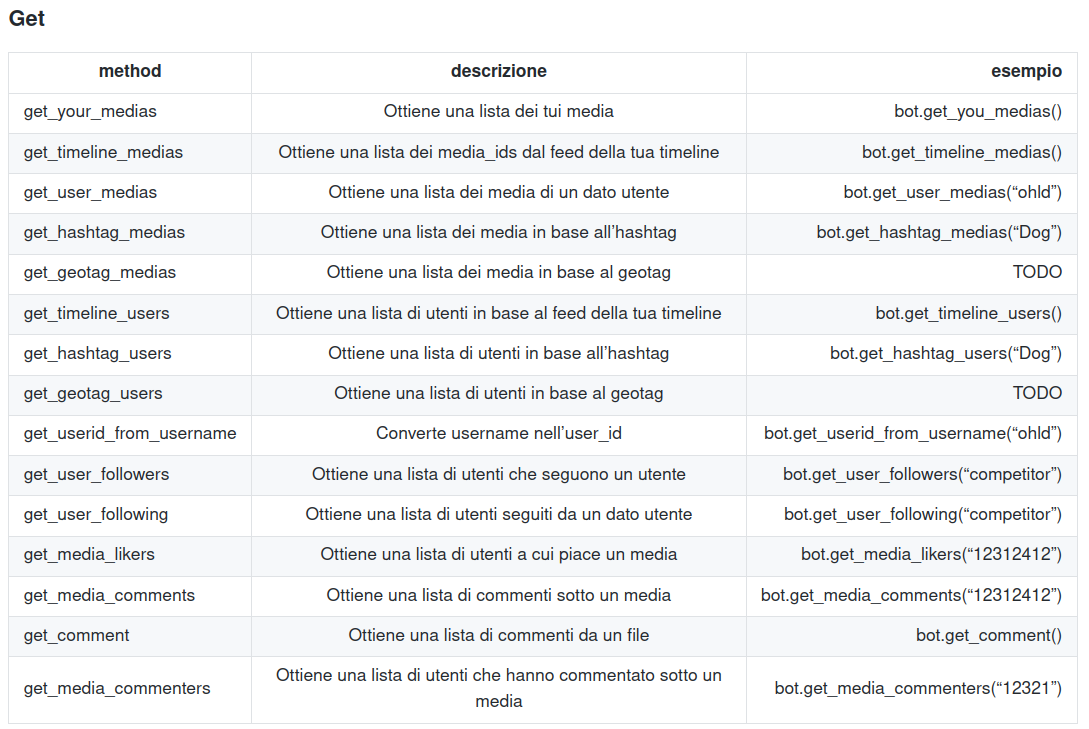 Get
method descrizione esempio
get_your_medias Ottiene una lista dei tui media bot.get_you_medias()
get_timeline_medias Ottiene una lista dei media_ids dal feed della tua timeline bot.get_timeline_medias()
get_user_medias Ottiene una lista dei media di un dato utente bot.get_user_medias(“ohld”)
get_hashtag_medias Ottiene una lista dei media in base all’hashtag bot.get_hashtag_medias(“Dog”)
get_geotag_medias Ottiene una lista dei media in base al geotag TODO
get_timeline_users Ottiene una lista di utenti in base al feed della tua timeline bot.get_timeline_users()
get_hashtag_users Ottiene una lista di utenti in base all’hashtag bot.get_hashtag_users(“Dog”)
get_geotag_users Ottiene una lista di utenti in base al geotag TODO
get_userid_from_username Converte username nell’user_id bot.get_userid_from_username(“ohld”)
get_user_followers Ottiene una lista di utenti che seguono un utente bot.get_user_followers(“competitor”)
get_user_following Ottiene una lista di utenti seguiti da un dato utente bot.get_user_following(“competitor”)
get_media_likers Ottiene una lista di utenti a cui piace un media bot.get_media_likers(“12312412”)
get_media_comments Ottiene una lista di commenti sotto un media bot.get_media_comments(“12312412”)
get_comment Ottiene una lista di commenti da un file bot.get_comment()
get_media_commenters Ottiene una lista di utenti che hanno commentato sotto un
media bot.get_media_commenters(“12321”)